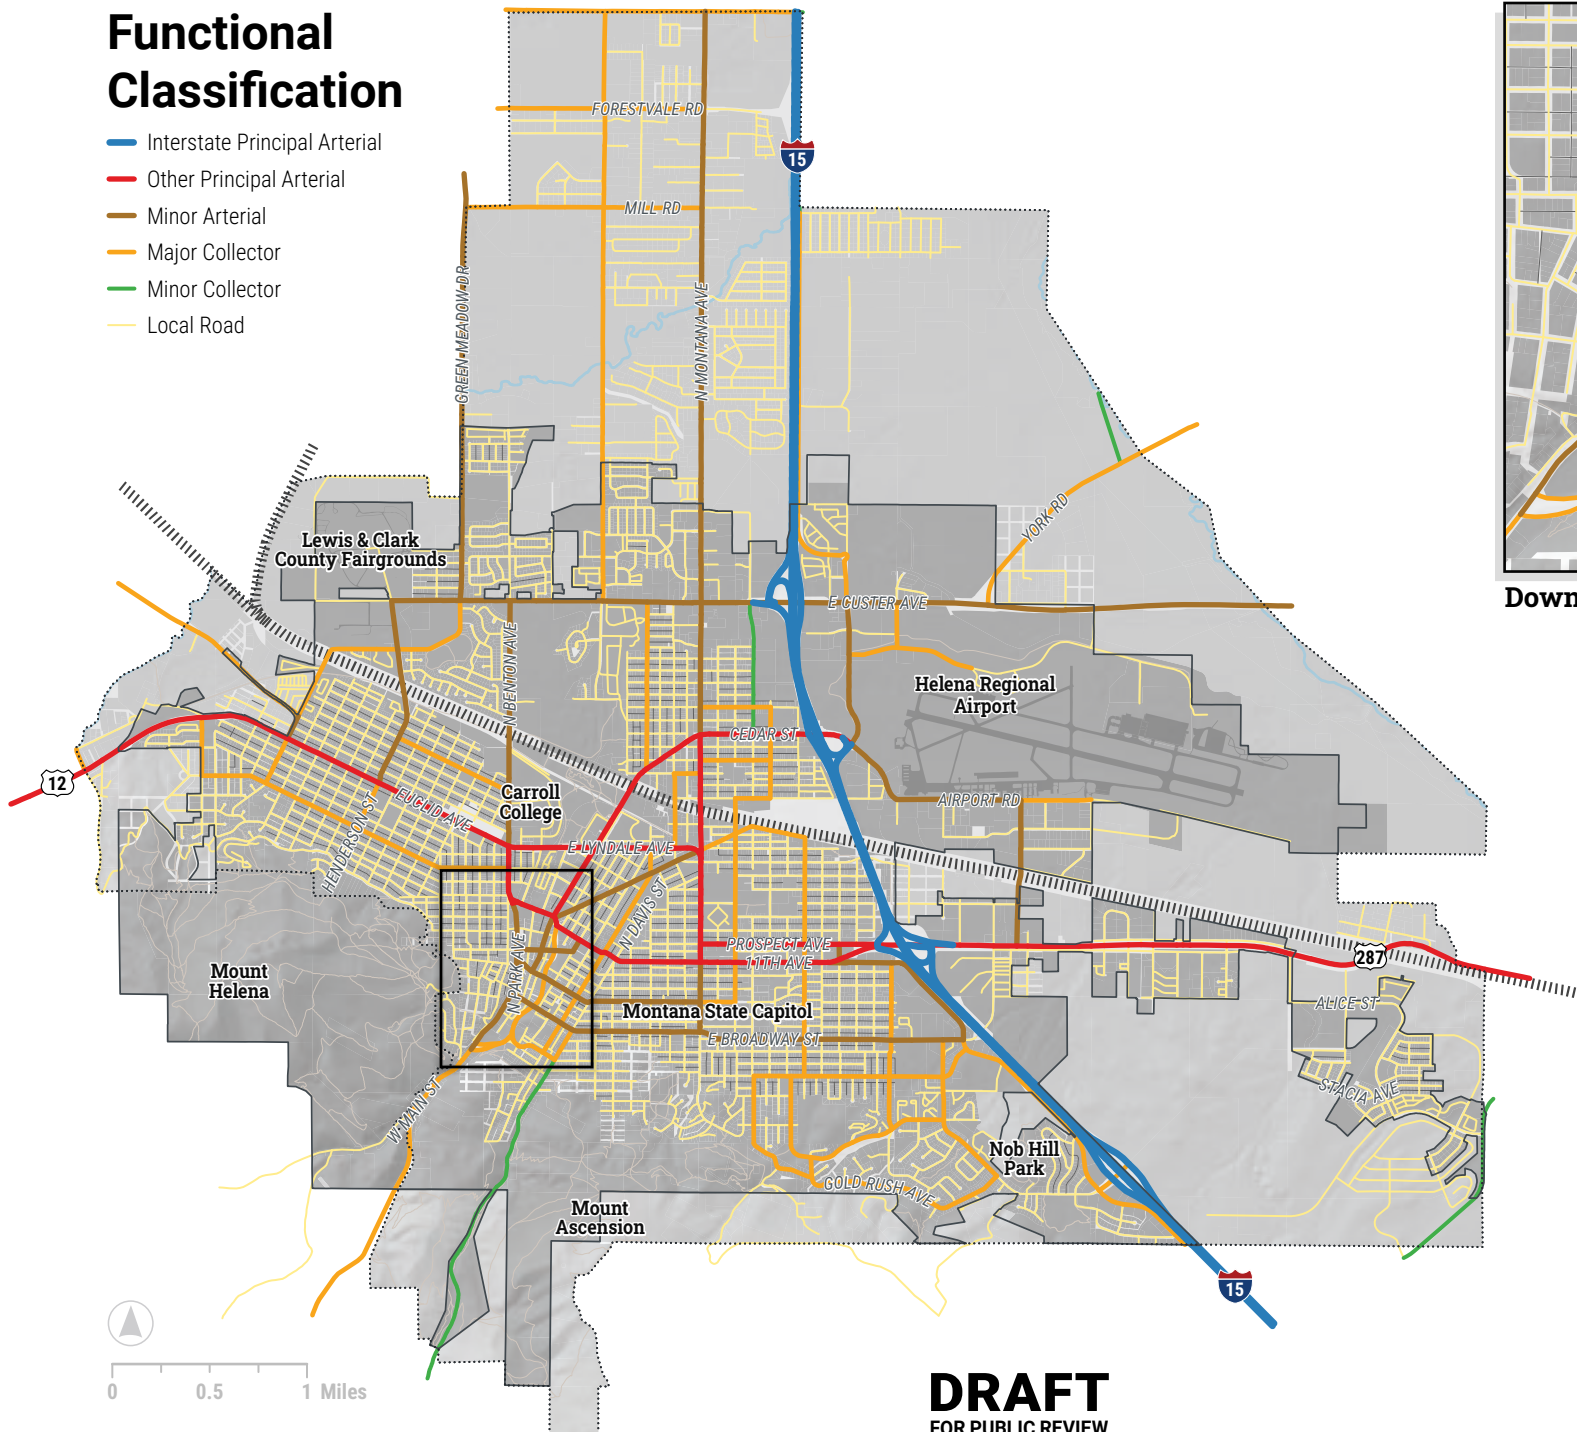 Functional
Classification
Interstate Principal Arterial
Other Principal Arterial
Minor Arterial
Major Collector
Minor Collector
Local Road
FORESTVALE RD
15
MILL RD
GREEN MEADOW DR
N MONTANA AVE
YORK RD
Lewis & Clark
County Fairgrounds
E CUSTER AVE
Down
N BENTON AVE
Helena Regional
Airport
CEDAR ST
12
EUCLID AVE
Carroll
College
AIRPORT RD
HENDERSON ST
E LYNDALE AVE
N DAVIS ST
PROSPECT AVE
11TH AVE
287
N PARK AVE
Mount
Helena
Montana State Capitol
ALICE ST
E BROADWAY ST
STACIA AVE
W MAIN ST
Nob Hill
Park
GOLD RUSH AVE
Mount
Ascension
15
0 0.5 1 Miles
DRAFT
FOR PUBLIC REVIEW